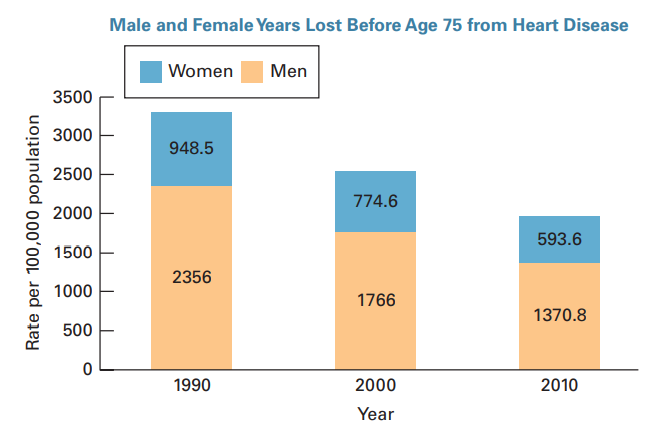 Male and Female Years Lost Before Age 75 from Heart Disease
Women Men
Rate per 100,000 population
3500
3000
2500
2000
1500
1000
500
0
948.5
2356
774.6
1766
593.6
1370.8
1990 2000 2010
Year